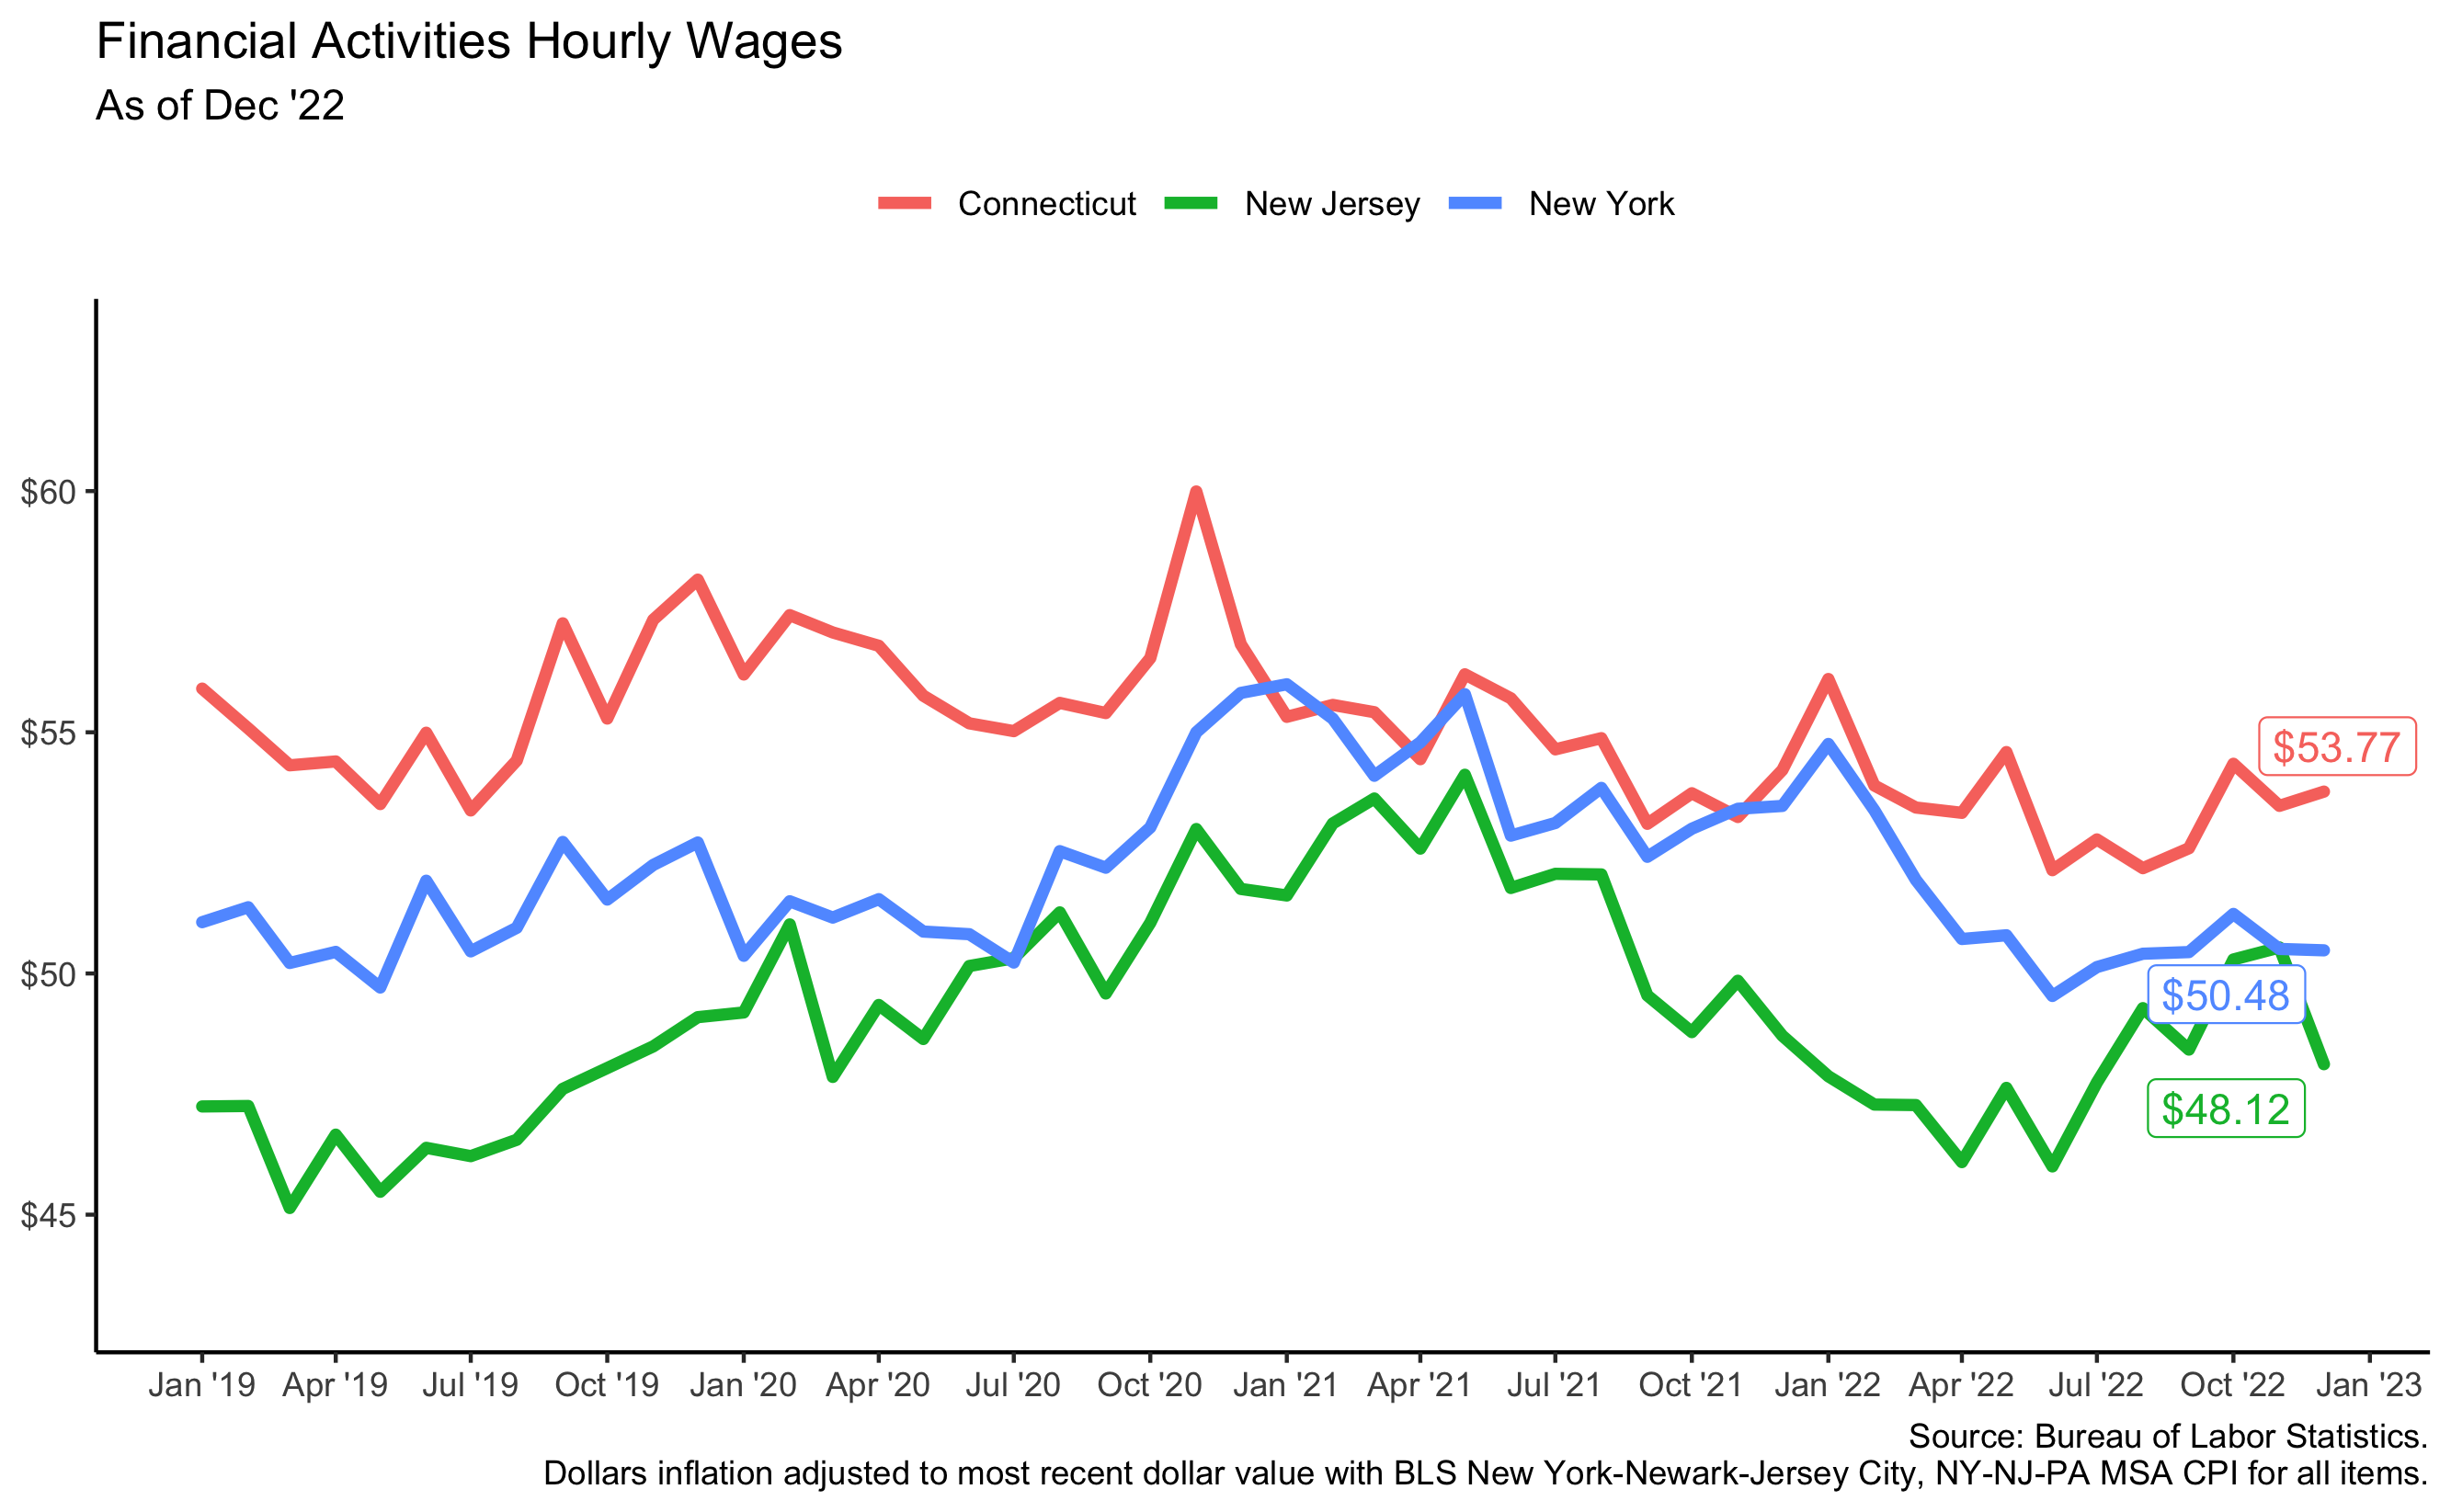 Financial Activities Hourly Wages
As of Dec '22
Connecticut New Jersey New York
$60
$55
$53.77
$50
$50.48
$48.12
$45
Jan '19 Apr '19 Jul '19 Oct '19 Jan '20 Apr '20 Jul '20 Oct '20 Jan '21 Apr '21 Jul '21 Oct '21 Jan '22 Apr '22 Jul '22 Oct '22 Jan '23
Source: Bureau of Labor Statistics.
Dollars inflation adjusted to most recent dollar value with BLS New York-Newark-Jersey City, NY-NJ-PA MSA CPI for all items.